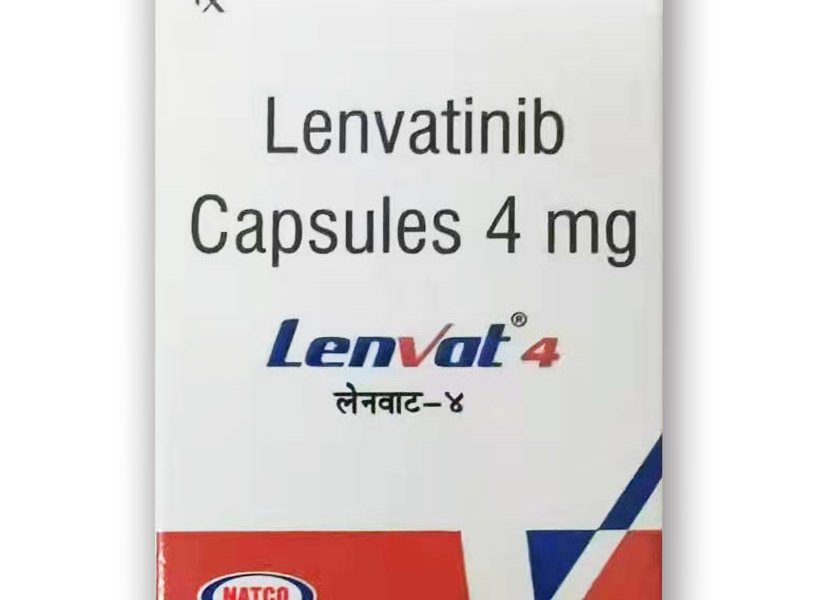 Lenvatinib
Capsules 4 mg
Lenvat® 4
लेनवाट-४
NATCO